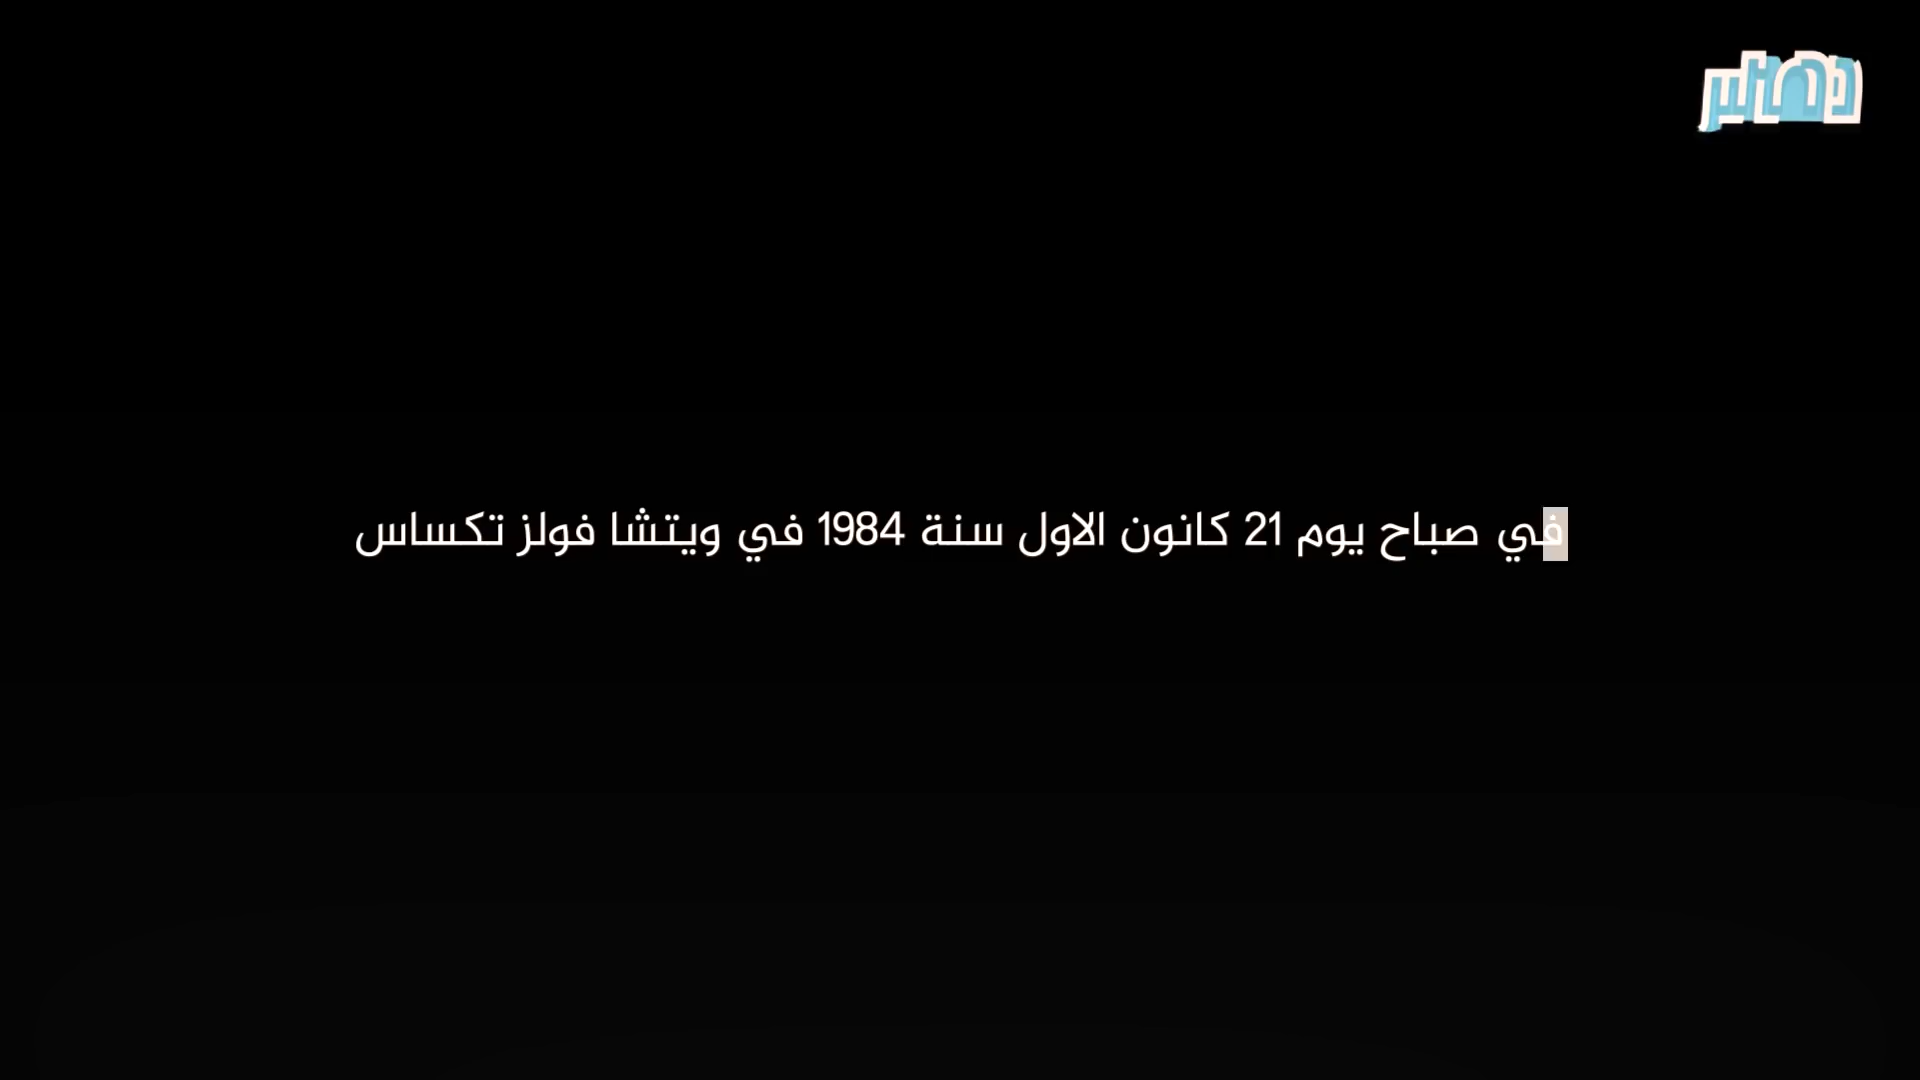 في صباح يوم 21 كانون الاول سنة 1984 في ويتشا فولز تكساس